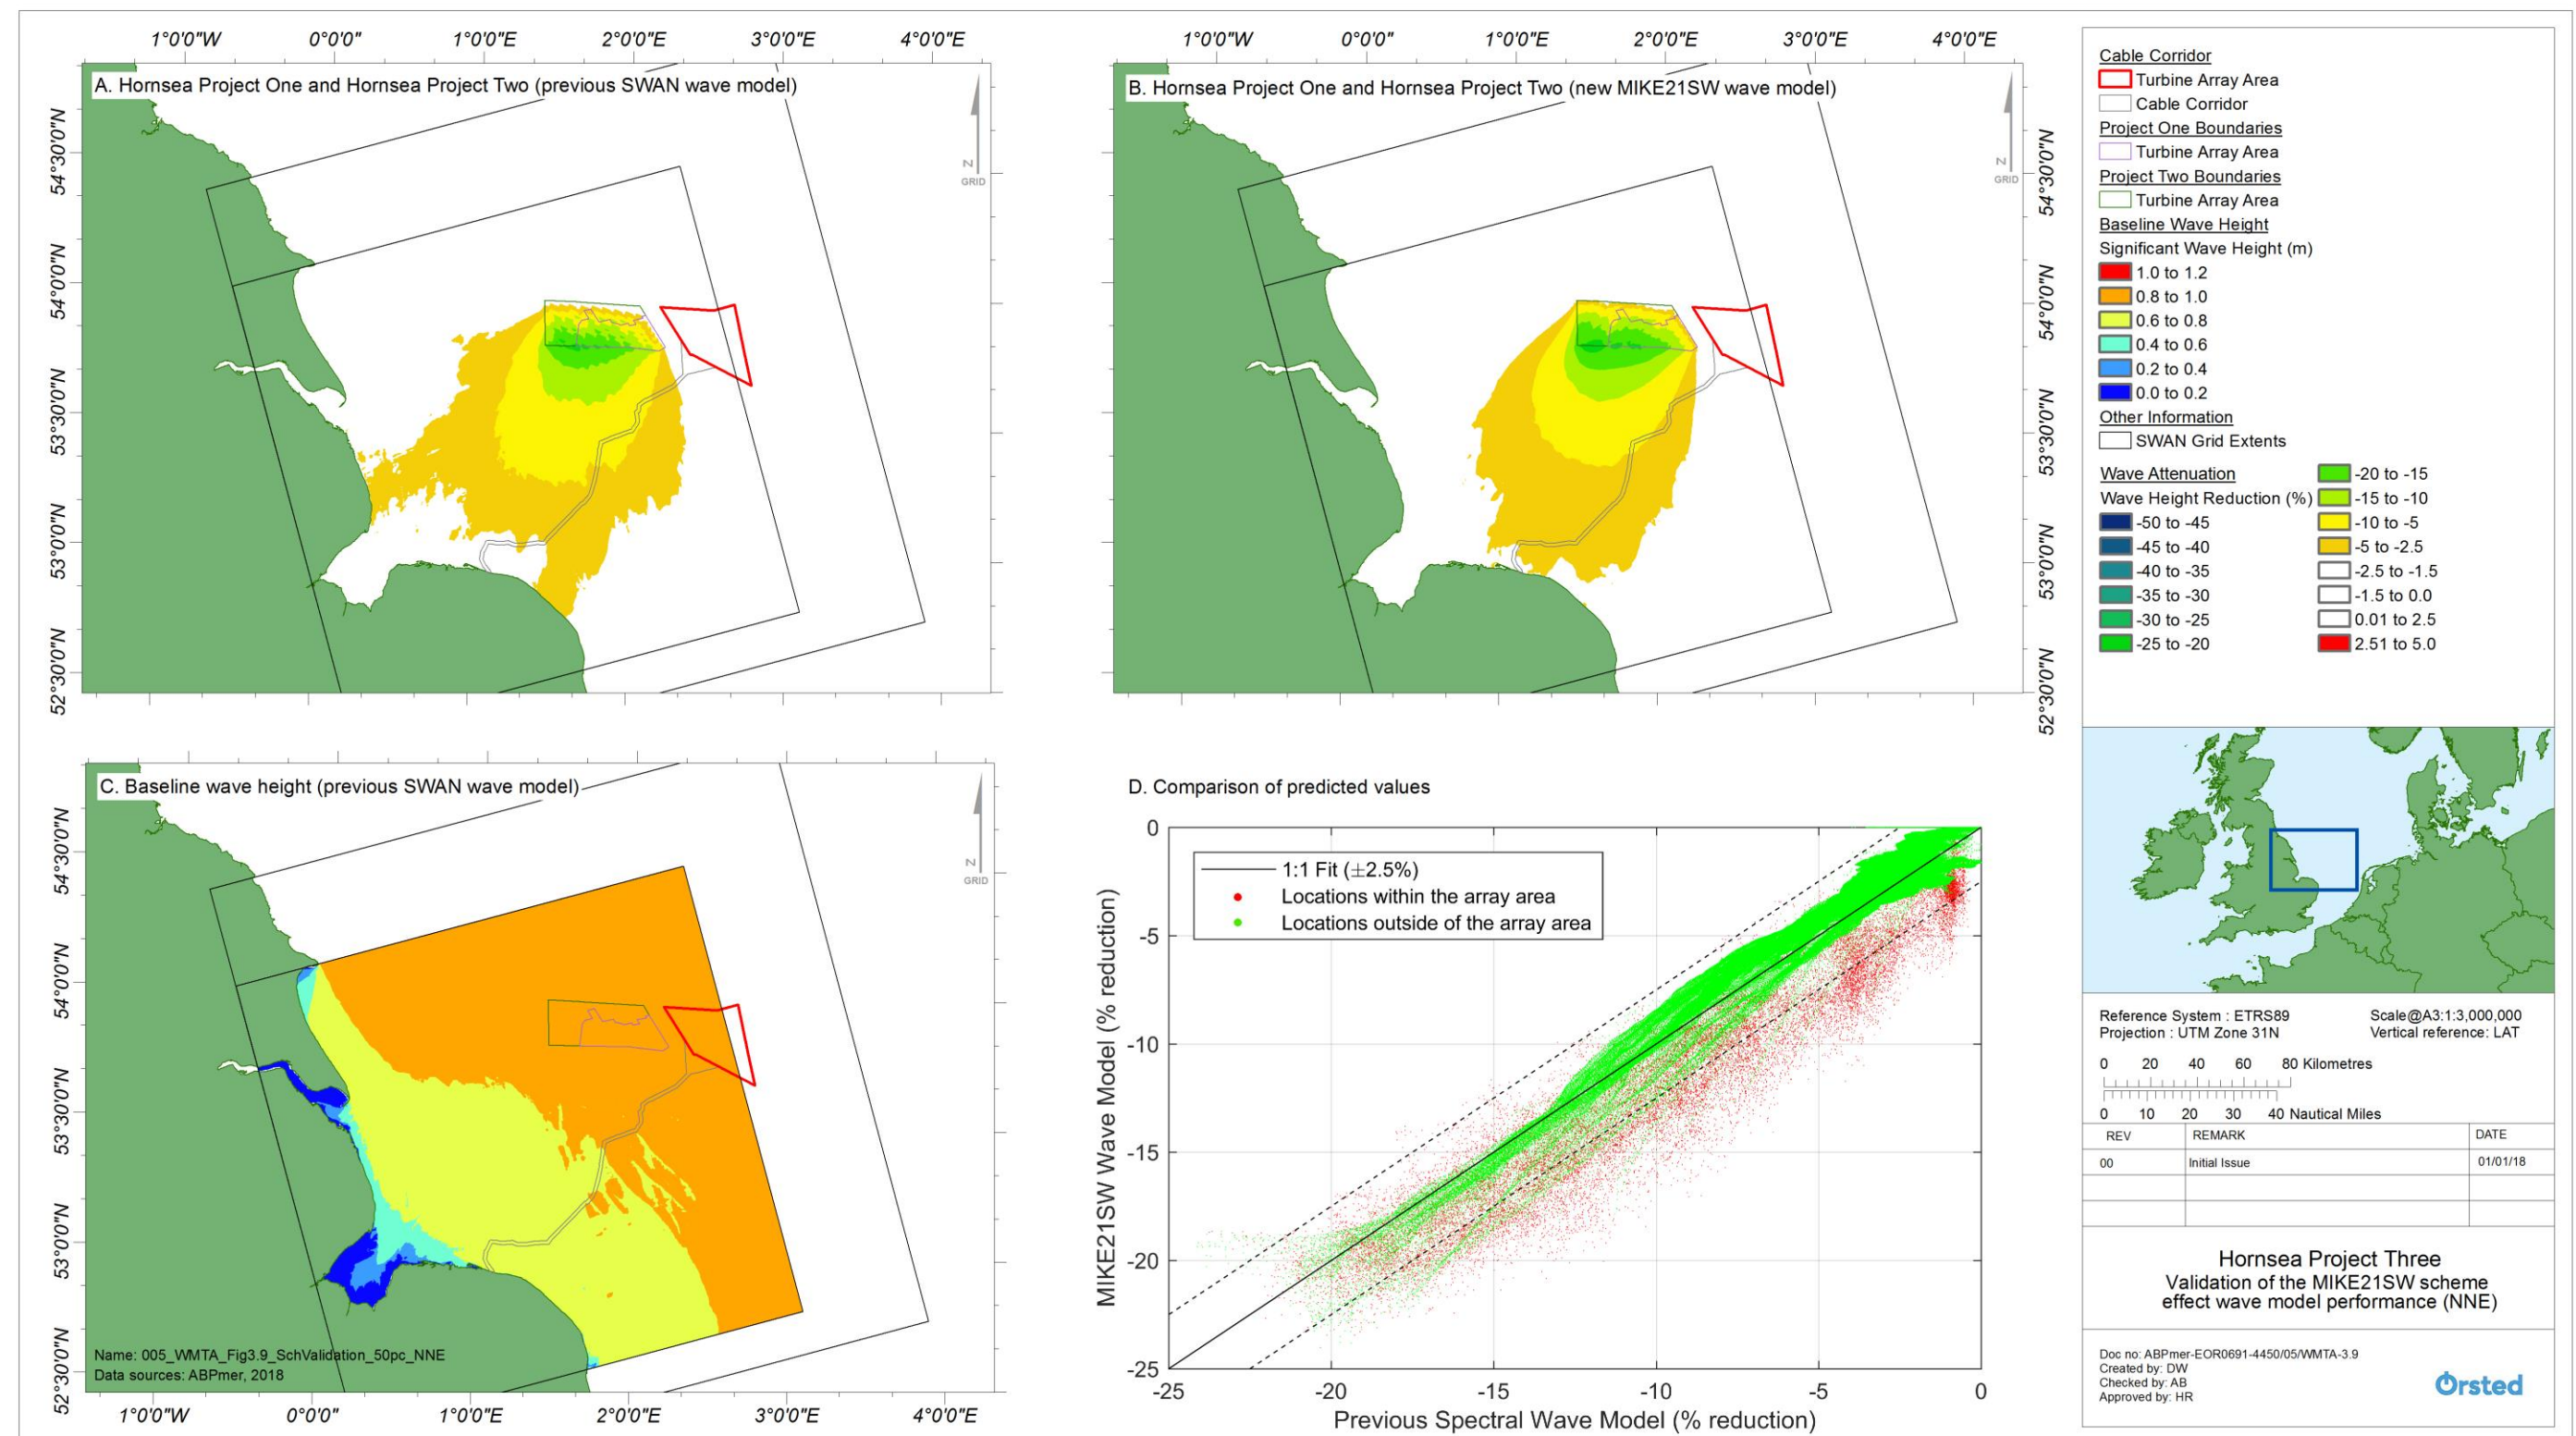 1°0'0"W 0°0'0" 1°0'0"E 2°0'0"E 3°0'0"E 4°0'0"E
A. Hornsea Project One and Hornsea Project Two (previous SWAN wave model)
N
GRID
54°30'0"N
54°0'0"N
53°30'0"N
53°0'0"N
52°30'0"N
1°0'0"W 0°0'0" 1°0'0"E 2°0'0"E 3°0'0"E 4°0'0"E
B. Hornsea Project One and Hornsea Project Two (new MIKE21SW wave model)
N
GRID
54°30'0"N
54°0'0"N
53°30'0"N
53°0'0"N
52°30'0"N
C. Baseline wave height (previous SWAN wave model)
N
GRID
54°30'0"N
54°0'0"N
53°30'0"N
53°0'0"N
52°30'0"N
Name: 005_WMTA_Fig3.9_SchValidation_50pc_NNE
Data sources: ABPmer, 2018
1°0'0"W 0°0'0" 1°0'0"E 2°0'0"E 3°0'0"E 4°0'0"E
D. Comparison of predicted values
1:1 Fit (±2.5%)
Locations within the array area
Locations outside of the array area
MIKE21SW Wave Model (% reduction)
0
-5
-10
-15
-20
-25
-25 -20 -15 -10 -5 0
Previous Spectral Wave Model (% reduction)
Cable Corridor
Turbine Array Area
Cable Corridor
Project One Boundaries
Turbine Array Area
Project Two Boundaries
Turbine Array Area
Baseline Wave Height
Significant Wave Height (m)
1.0 to 1.2
0.8 to 1.0
0.6 to 0.8
0.4 to 0.6
0.2 to 0.4
0.0 to 0.2
Other Information
SWAN Grid Extents
Wave Attenuation
Wave Height Reduction (%)
-50 to -45
-45 to -40
-40 to -35
-35 to -30
-30 to -25
-25 to -20
-20 to -15
-15 to -10
-10 to -5
-5 to -2.5
-2.5 to -1.5
-1.5 to 0.0
0.01 to 2.5
2.51 to 5.0
Reference System : ETRS89 Scale@A3:1:3,000,000
Projection : UTM Zone 31N Vertical reference: LAT
0 20 40 60 80 Kilometres
0 10 20 30 40 Nautical Miles
REV REMARK DATE
00 Initial Issue 01/01/18
Hornsea Project Three
Validation of the MIKE21SW scheme
effect wave model performance (NNE)
Doc no: ABPmer-EOR0691-4450/05/WMTA-3.9
Created by: DW
Checked by: AB
Approved by: HR
Ørsted